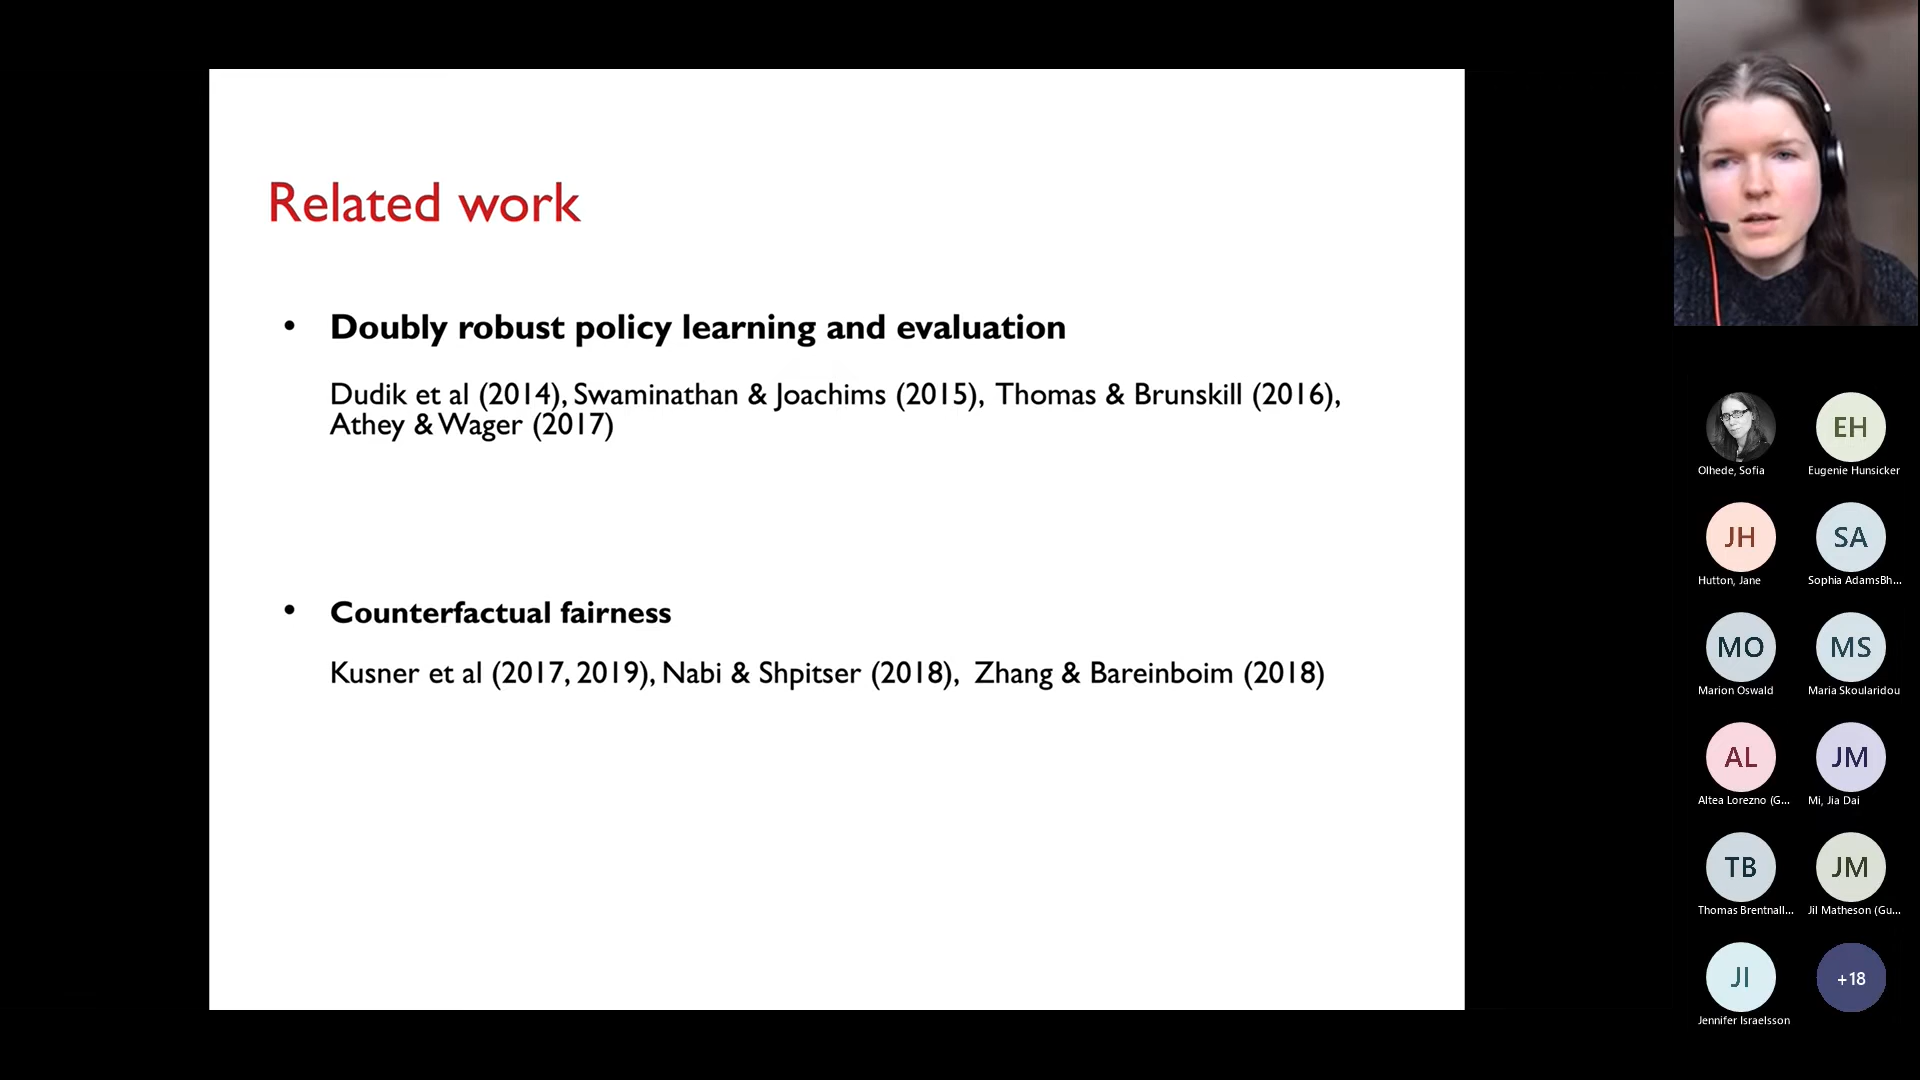 Related work
• Doubly robust policy learning and evaluation
Dudik et al (2014), Swaminathan & Joachims (2015), Thomas & Brunskill (2016),
Athey & Wager (2017)
• Counterfactual fairness
Kusner et al (2017, 2019), Nabi & Shpitser (2018), Zhang & Bareinboim (2018)
Olhede, Sofia
EH
Eugenie Hunsicker
JH
Hutton, Jane
SA
Sophia AdamsBh...
MO
Marion Oswald
MS
Maria Skoularidou
AL
Altea Lorezno (G...
JM
Mi, Jia Dai
TB
Thomas Brentnall...
JM
Jil Matheson (Gu...
JI
Jennifer Israelsson
+18